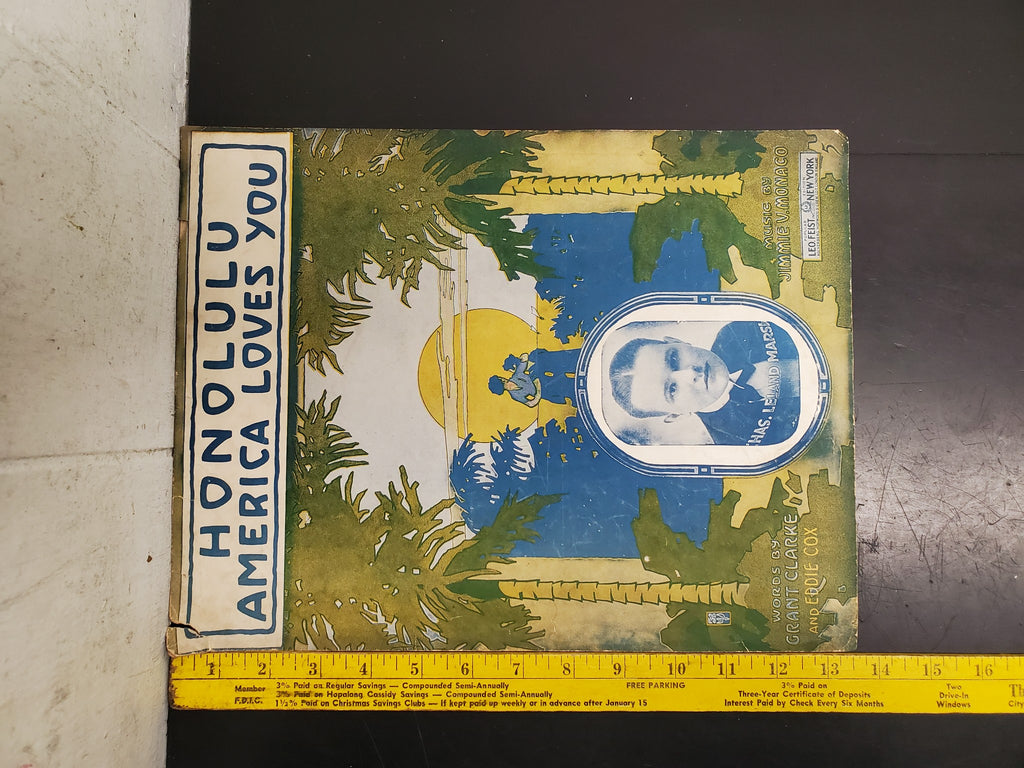 HONOLULU
AMERICA LOVES YOU
HAS. LELAND MARSH
WORDS BY
GRANT CLARKE
AND EDDIE COX
MUSIC BY
JIMMIE V. MONACO
LEO. FEIST NEW YORK
5
1 2 3 4 5 6 7 8 9 10 11 12 13 14 15 16
Member
F.D.I.C.
3% Paid on Regular Savings — Compounded Semi-Annually
3% Paid on Hopalong Cassidy Savings — Compounded Semi-Annually
1½% Paid on Christmas Savings Clubs — If kept paid up weekly or in advance after January 15
FREE PARKING
3% Paid on
Three-Year Certificate of Deposits
Interest Paid by Check Every Six Months
Two
Drive-In
Windows
Th
City